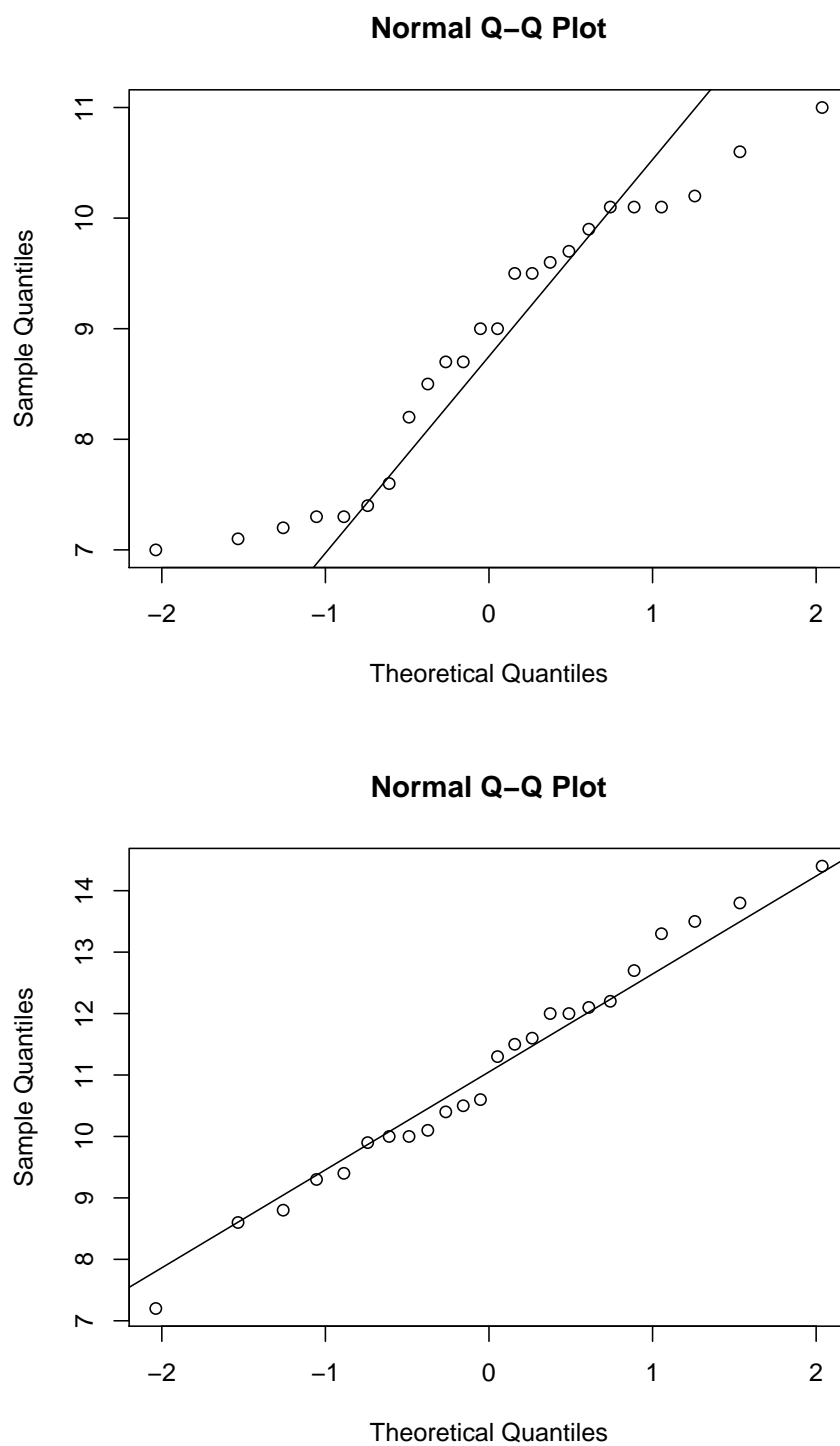 Normal Q−Q Plot
11
10
9
8
7
Sample Quantiles
−2 −1 0 1 2
Theoretical Quantiles
Normal Q−Q Plot
14
13
12
11
10
9
8
7
Sample Quantiles
−2 −1 0 1 2
Theoretical Quantiles